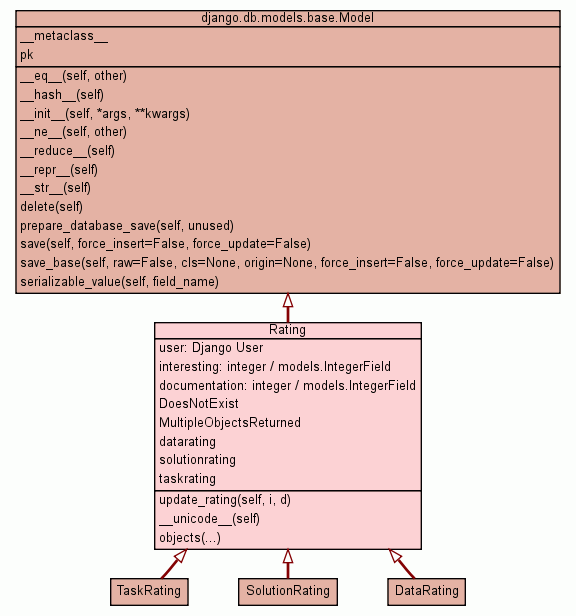 django.db.models.base.Model
__metaclass__
pk
__eq__(self, other)
__hash__(self)
__init__(self, *args, **kwargs)
__ne__(self, other)
__reduce__(self)
__repr__(self)
__str__(self)
delete(self)
prepare_database_save(self, unused)
save(self, force_insert=False, force_update=False)
save_base(self, raw=False, cls=None, origin=None, force_insert=False, force_update=False)
serializable_value(self, field_name)
Rating
user: Django User
interesting: integer / models.IntegerField
documentation: integer / models.IntegerField
DoesNotExist
MultipleObjectsReturned
datarating
solutionrating
taskrating
update_rating(self, i, d)
__unicode__(self)
objects(...)
TaskRating SolutionRating DataRating